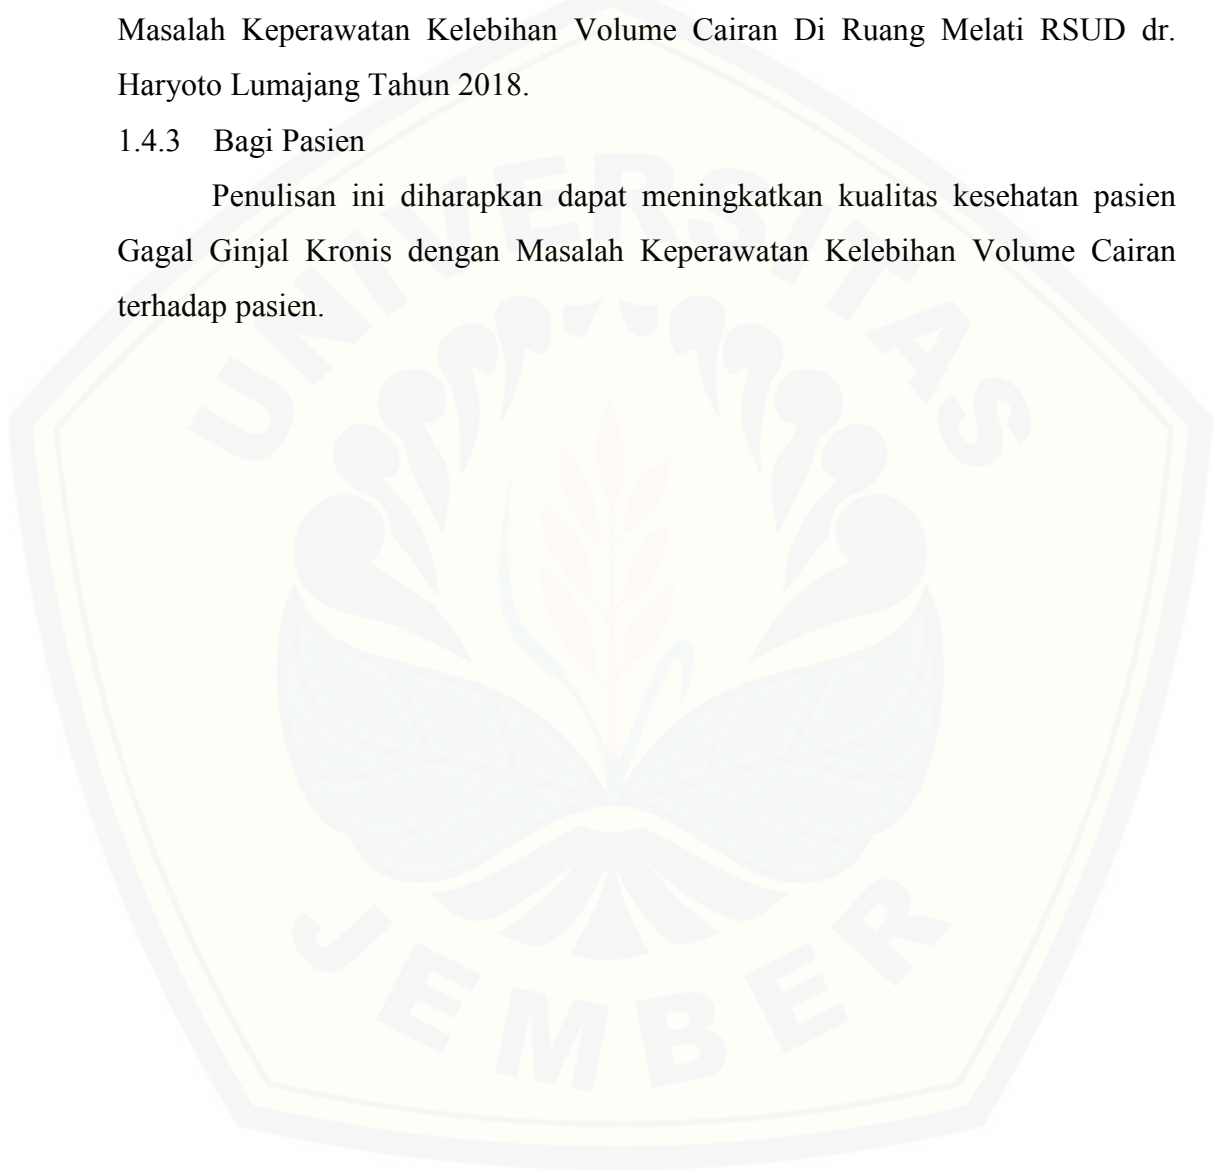 Masalah Keperawatan Kelebihan Volume Cairan Di Ruang Melati RSUD dr.
Haryoto Lumajang Tahun 2018.
1.4.3 Bagi Pasien
Penulisan ini diharapkan dapat meningkatkan kualitas kesehatan pasien
Gagal Ginjal Kronis dengan Masalah Keperawatan Kelebihan Volume Cairan
terhadap pasien.
UNIVERSITAS
JEMBER